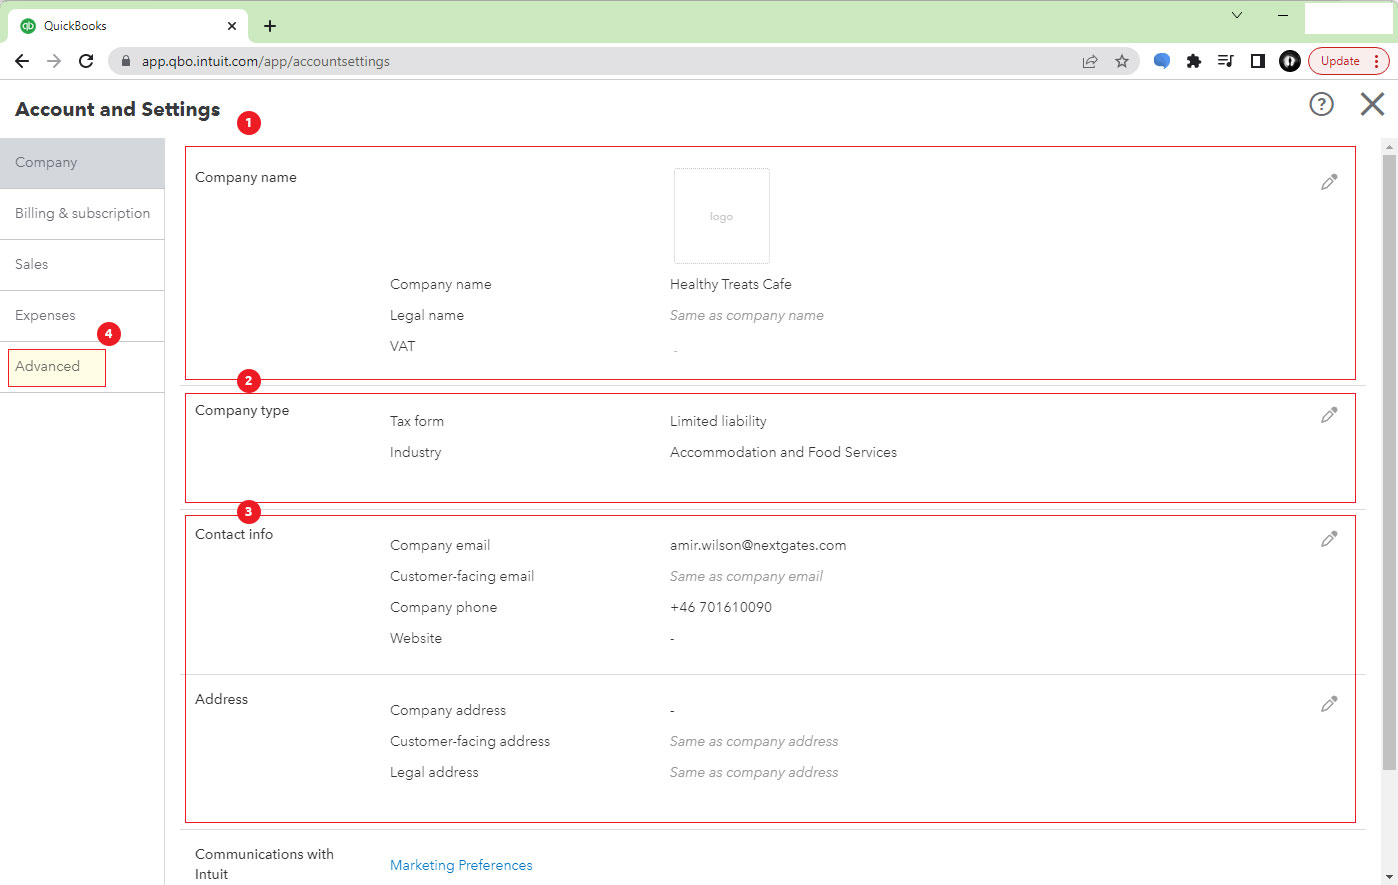 QuickBooks
app.qbo.intuit.com/app/accountsettings
Update
Account and Settings
1
Company
Billing & subscription
Sales
Expenses
4
Advanced
Company name
logo
Company name Healthy Treats Cafe
Legal name Same as company name
VAT -
2
Company type
Tax form Limited liability
Industry Accommodation and Food Services
3
Contact info
Company email amir.wilson@nextgates.com
Customer-facing email Same as company email
Company phone +46 701610090
Website -
Address
Company address -
Customer-facing address Same as company address
Legal address Same as company address
Communications with
Intuit
Marketing Preferences